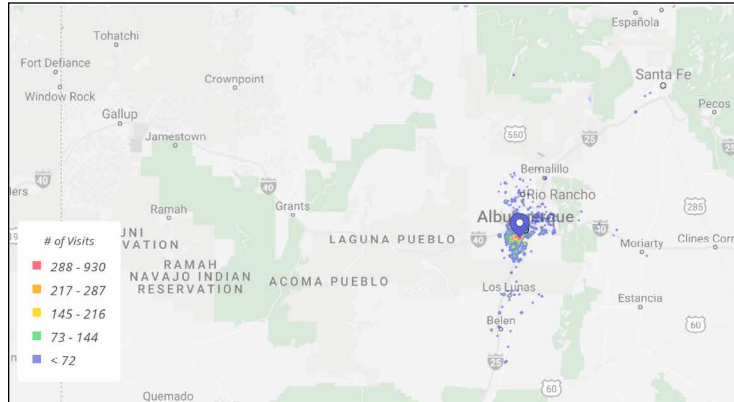 Española
Tohatchi
Fort Defiance
Santa Fe
Crownpoint
Window Rock
Pecos
Gallup
550
25
Jamestown
25
Bernalillo
40
40
Rio Rancho
285
Ramah
Grants
Albuquerque
# of Visits
LAGUNA PUEBLO
40
40
Moriarty
Clines Corr
288 - 930
RAMAH
NAVAJO INDIAN
RESERVATION
ACOMA PUEBLO
217 - 287
145 - 216
Los Lunas
Estancia
73 - 144
Belen
60
< 72
25
60
Quemado